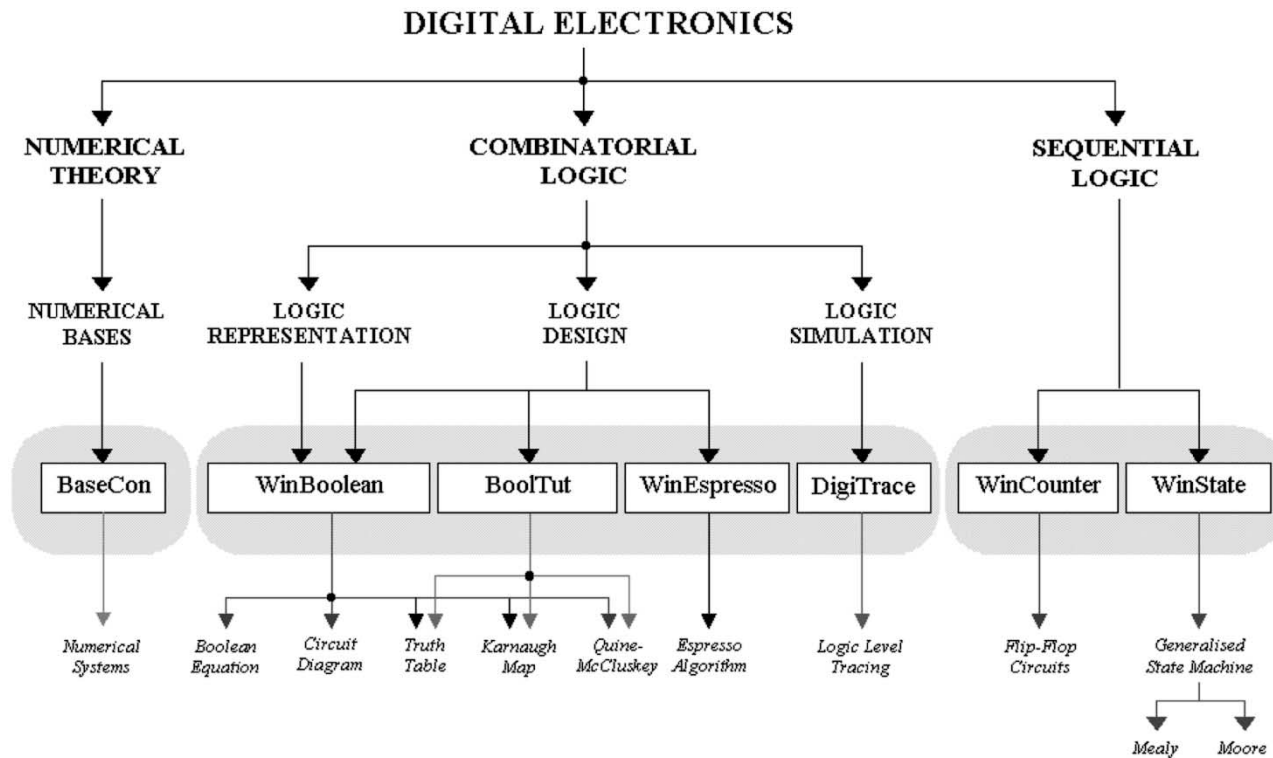 DIGITAL ELECTRONICS
NUMERICAL
THEORY
COMBINATORIAL
LOGIC
SEQUENTIAL
LOGIC
NUMERICAL
BASES
LOGIC
REPRESENTATION
LOGIC
DESIGN
LOGIC
SIMULATION
BaseCon
WinBoolean
BoolTut
WinEspresso
DigiTrace
WinCounter
WinState
Numerical
Systems
Boolean
Equation
Circuit
Diagram
Truth
Table
Karnaugh
Map
Quine-
McCluskey
Espresso
Algorithm
Logic Level
Tracing
Flip-Flop
Circuits
Generalised
State Machine
Mealy
Moore